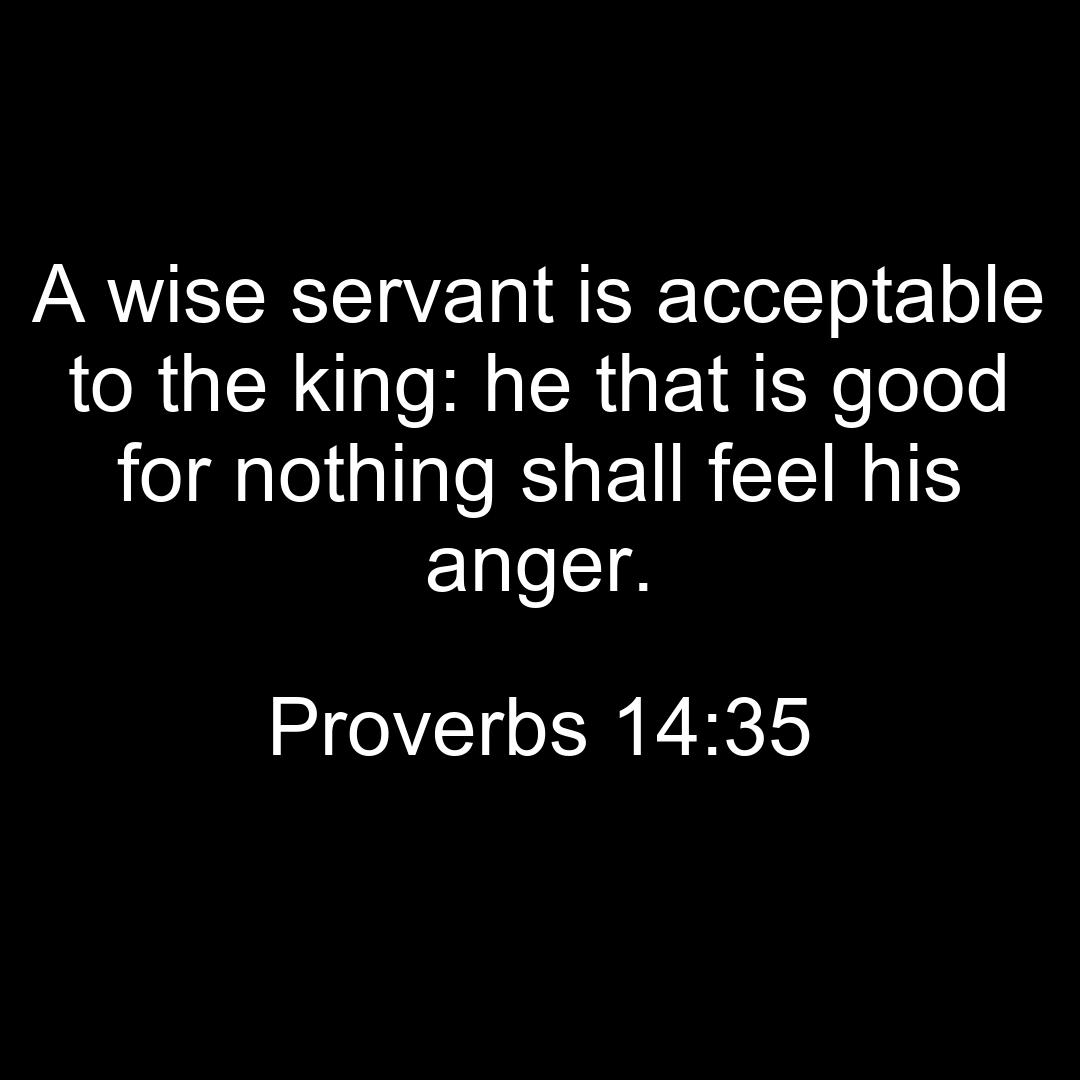 A wise servant is acceptable
to the king: he that is good
for nothing shall feel his
anger.
Proverbs 14:35